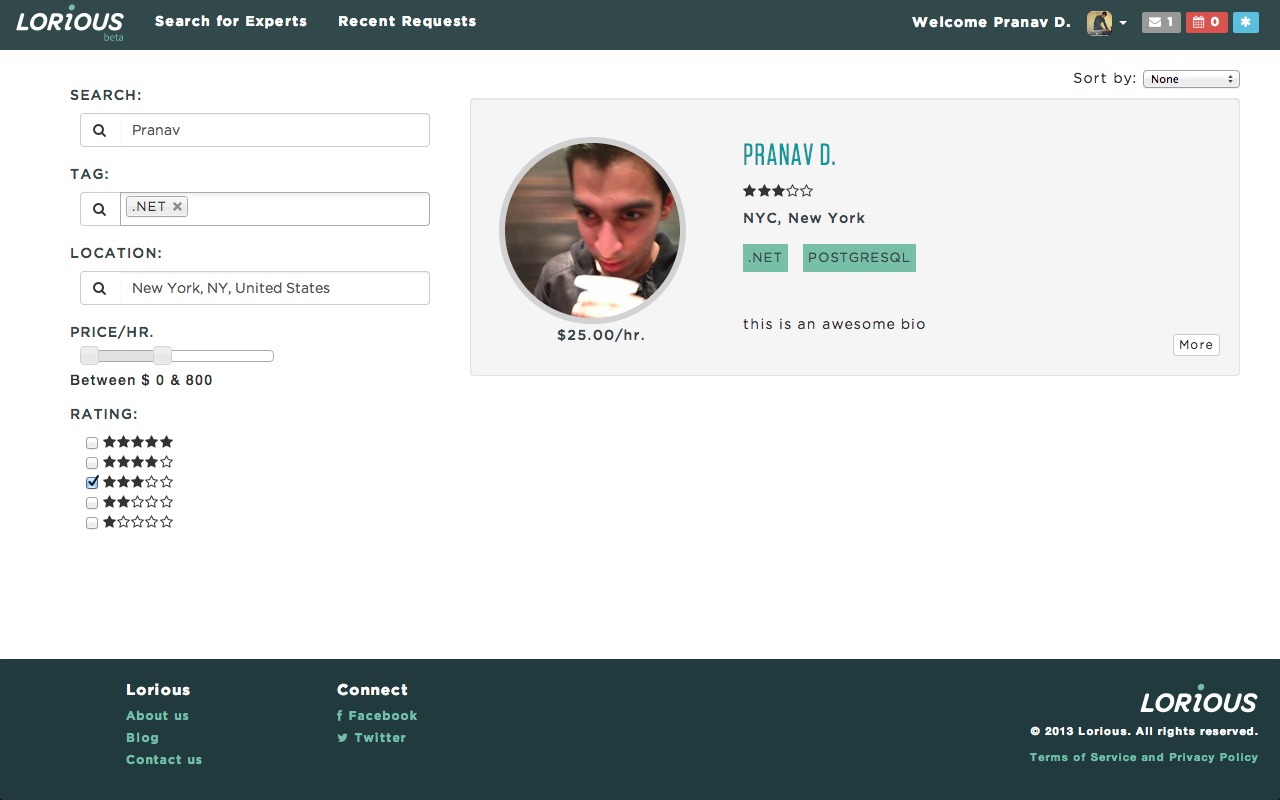 LORiOUS
beta
Search for Experts
Recent Requests
Welcome Pranav D.
1
0
Sort by: None
SEARCH:
Pranav
TAG:
.NET
LOCATION:
New York, NY, United States
PRICE/HR.
Between $ 0 & 800
RATING:
PRANAV D.
NYC, New York
.NET
POSTGRESQL
this is an awesome bio
$25.00/hr.
More
Lorious
About us
Blog
Contact us
Connect
Facebook
Twitter
LORiOUS
© 2013 Lorious. All rights reserved.
Terms of Service and Privacy Policy